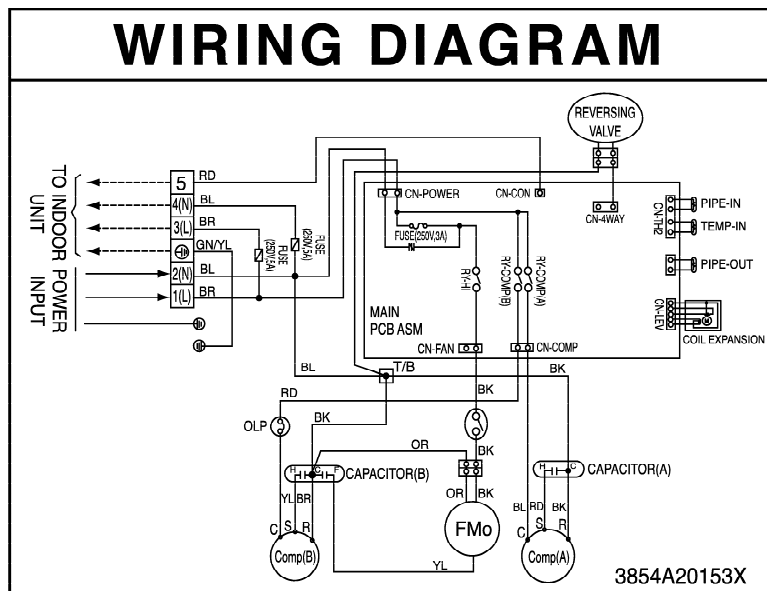 WIRING DIAGRAM
REVERSING
VALVE
TO INDOOR
UNIT
POWER
INPUT
5
RD
4(N)
BL
3(L)
BR
GN/YL
2(N)
BL
1(L)
BR
FUSE
(250V,5A)
FUSE
CN-POWER
CN-CON
CN-4WAY
CN-TH2
PIPE-IN
TEMP-IN
PIPE-OUT
CN-LEV
M
COIL EXPANSION
FUSE(250V,3A)
RY-HI
RY-COMP(B)
RY-COMP(A)
MAIN
PCB ASM
CN-FAN
CN-COMP
BL
T/B
BK
RD
BK
BK
OLP
OR
BK
H C F
CAPACITOR(B)
H C
CAPACITOR(A)
YL BR
OR BK
BL RD BK
C S R
FMo
C S R
Comp(B)
Comp(A)
YL
3854A20153X